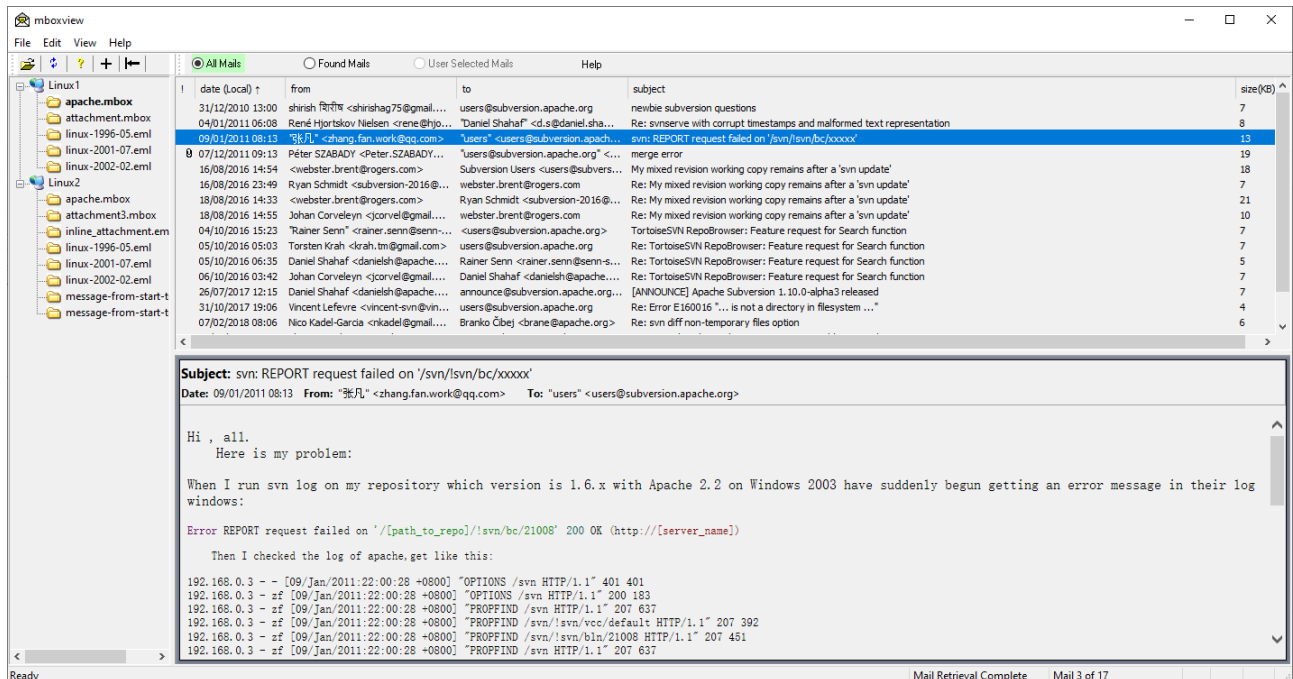 mboxview
File Edit View Help
All Mails Found Mails User Selected Mails Help
Linux1
apache.mbox
attachment.mbox
linux-1996-05.eml
linux-2001-07.eml
linux-2002-02.eml
Linux2
apache.mbox
attachment3.mbox
inline_attachment.em
linux-1996-05.eml
linux-2001-07.eml
linux-2002-02.eml
message-from-start-t
message-from-start-t
! date (Local) ↑ from to subject size(KB)
31/12/2010 13:00 shirish शिरीष <shirishag75@gmail.... users@subversion.apache.org newbie subversion questions 7
04/01/2011 06:08 René Hjortskov Nielsen <rene@hjo... "Daniel Shahaf" <d.s@daniel.sha... Re: svnserve with corrupt timestamps and malformed text representation 8
09/01/2011 08:13 "张凡" <zhang.fan.work@qq.com> "users" <users@subversion.apach... svn: REPORT request failed on '/svn/!svn/bc/xxxxx' 13
07/12/2011 09:13 Péter SZABADY <Peter.SZABADY... "users@subversion.apache.org" <... merge error 19
16/08/2016 14:54 <webster.brent@rogers.com> Subversion Users <users@subvers... My mixed revision working copy remains after a 'svn update' 18
16/08/2016 23:49 Ryan Schmidt <subversion-2016@... webster.brent@rogers.com Re: My mixed revision working copy remains after a 'svn update' 7
18/08/2016 14:33 <webster.brent@rogers.com> Ryan Schmidt <subversion-2016@... Re: My mixed revision working copy remains after a 'svn update' 21
18/08/2016 14:55 Johan Corveleyn <jcorvel@gmail.... webster.brent@rogers.com Re: My mixed revision working copy remains after a 'svn update' 10
04/10/2016 15:23 "Rainer Senn" <rainer.senn@senn-... <users@subversion.apache.org> TortoiseSVN RepoBrowser: Feature request for Search function 7
05/10/2016 05:03 Torsten Krah <krah.tm@gmail.com> users@subversion.apache.org Re: TortoiseSVN RepoBrowser: Feature request for Search function 7
05/10/2016 06:35 Daniel Shahaf <danielsh@apache.... Rainer Senn <rainer.senn@senn-s... Re: TortoiseSVN RepoBrowser: Feature request for Search function 5
06/10/2016 03:42 Johan Corveleyn <jcorvel@gmail.... Daniel Shahaf <danielsh@apache.... Re: TortoiseSVN RepoBrowser: Feature request for Search function 7
26/07/2017 12:15 Daniel Shahaf <danielsh@apache.... announce@subversion.apache.org... [ANNOUNCE] Apache Subversion 1.10.0-alpha3 released 7
31/10/2017 19:06 Vincent Lefevre <vincent-svn@vin... users@subversion.apache.org Re: Error E160016 "... is not a directory in filesystem ..." 4
07/02/2018 08:06 Nico Kadel-Garcia <nkadel@gmail.... Branko Čibej <brane@apache.org> Re: svn diff non-temporary files option 6
Subject: svn: REPORT request failed on '/svn/!svn/bc/xxxxx'
Date: 09/01/2011 08:13 From: "张凡" <zhang.fan.work@qq.com> To: "users" <users@subversion.apache.org>
Hi , all.
Here is my problem:
When I run svn log on my repository which version is 1.6.x with Apache 2.2 on Windows 2003 have suddenly begun getting an error message in their log
windows:
Error REPORT request failed on '/[path_to_repo]/!svn/bc/21008' 200 OK (http://[server_name])
Then I checked the log of apache,get like this:
192.168.0.3 - - [09/Jan/2011:22:00:28 +0800] "OPTIONS /svn HTTP/1.1" 401 401
192.168.0.3 - zf [09/Jan/2011:22:00:28 +0800] "OPTIONS /svn HTTP/1.1" 200 183
192.168.0.3 - zf [09/Jan/2011:22:00:28 +0800] "PROPFIND /svn HTTP/1.1" 207 637
192.168.0.3 - zf [09/Jan/2011:22:00:28 +0800] "PROPFIND /svn/!svn/vcc/default HTTP/1.1" 207 392
192.168.0.3 - zf [09/Jan/2011:22:00:28 +0800] "PROPFIND /svn/!svn/bln/21008 HTTP/1.1" 207 451
192.168.0.3 - zf [09/Jan/2011:22:00:28 +0800] "PROPFIND /svn HTTP/1.1" 207 637
Ready Mail Retrieval Complete Mail 3 of 17